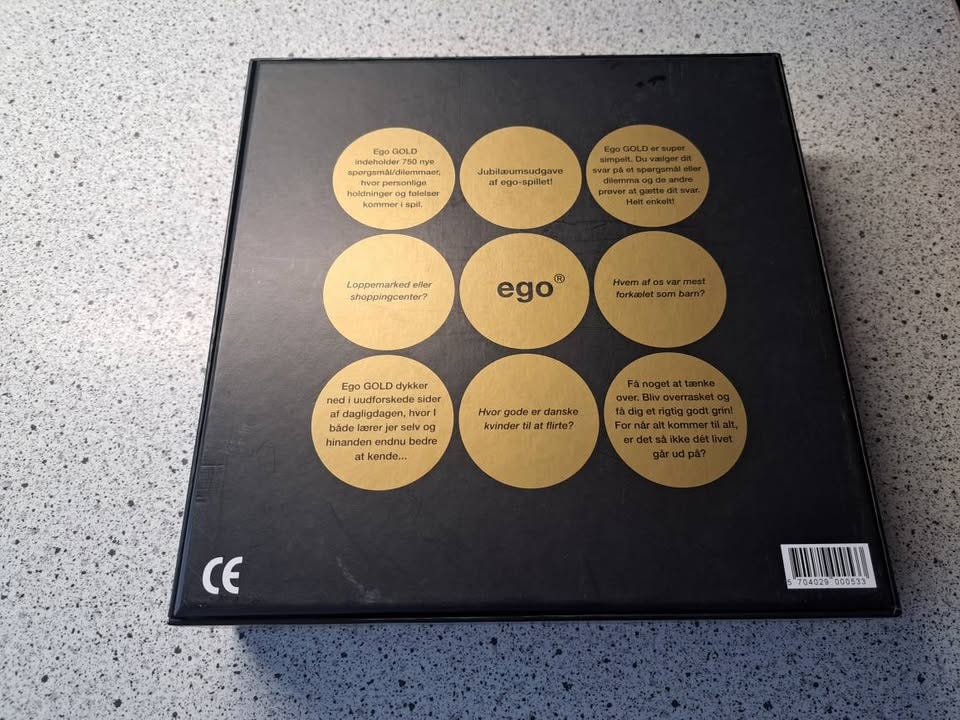 Ego GOLD
indeholder 750 nye
spørgsmål/dilemmaer,
hvor personlige
holdninger og følelser
kommer i spil.
Jubilæumsudgave
af ego-spillet!
Ego GOLD er super
simpelt. Du vælger dit
svar på et spørgsmål eller
dilemma og de andre
prøver at gætte dit svar.
Helt enkelt!
Loppemarked eller
shoppingcenter?
ego®
Hvem af os var mest
forkælet som barn?
Ego GOLD dykker
ned i uudforskede sider
af dagligdagen, hvor I
både lærer jer selv og
hinanden endnu bedre
at kende...
Hvor gode er danske
kvinder til at flirte?
Få noget at tænke
over. Bliv overrasket og
få dig et rigtig godt grin!
For når alt kommer til alt,
er det så ikke dét livet
går ud på?
CE
5 704029 000533